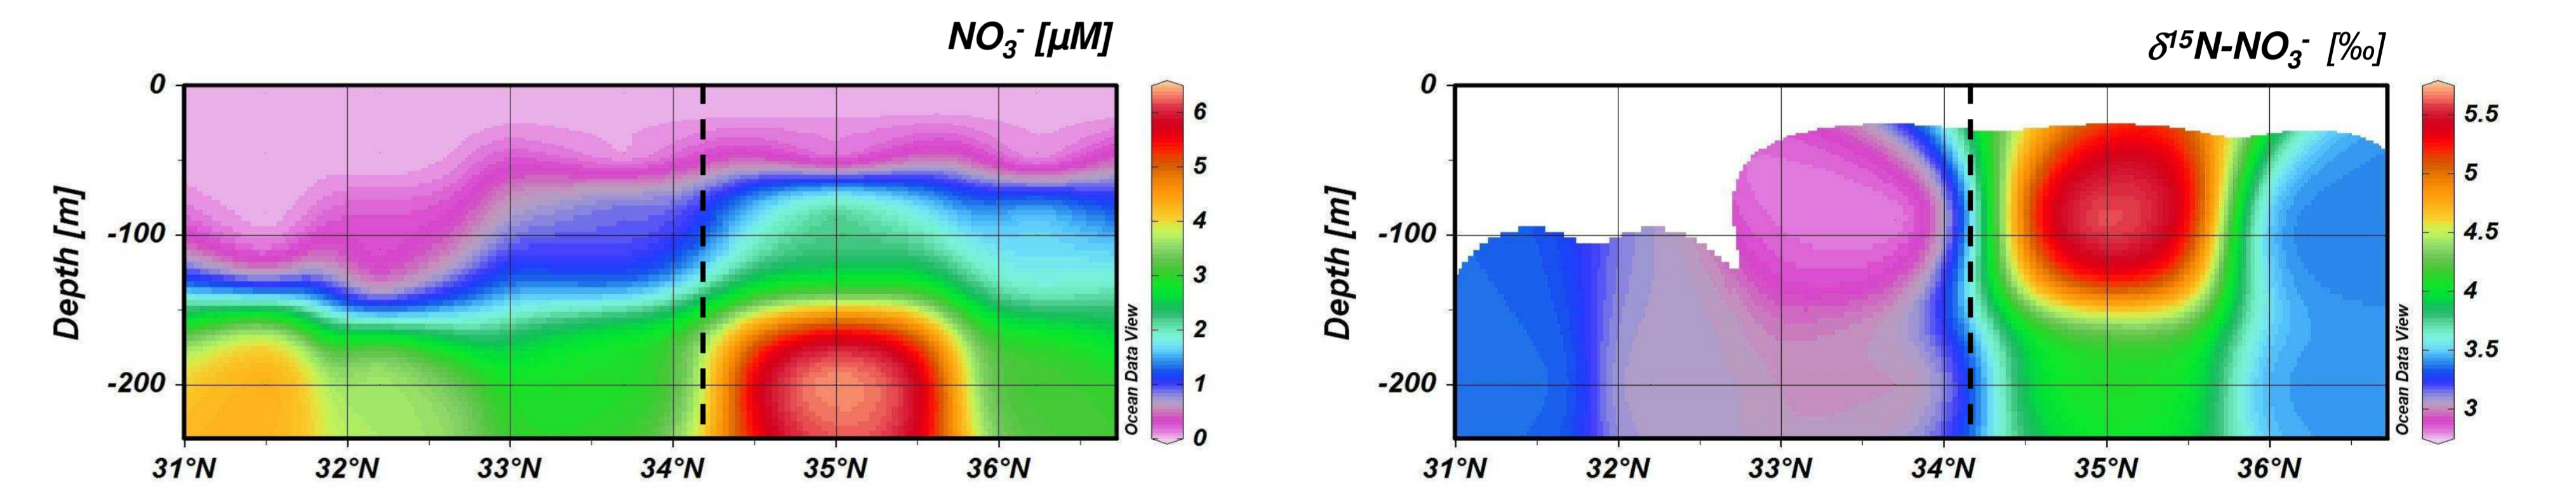 NO₃⁻ [µM]
0
-100
-200
Depth [m]
31°N 32°N 33°N 34°N 35°N 36°N
6
5
4
3
2
1
0
Ocean Data View
δ¹⁵N-NO₃⁻ [‰]
0
-100
-200
Depth [m]
31°N 32°N 33°N 34°N 35°N 36°N
5.5
5
4.5
4
3.5
3
Ocean Data View